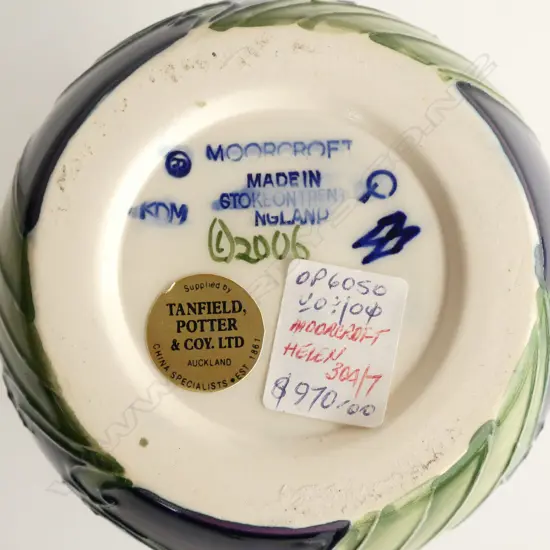 MOORCROFT
MADE IN
STOKE ON TRENT
NGLAND
KDM
©2006
Supplied by
TANFIELD,
POTTER
& COY. LTD
AUCKLAND
CHINA SPECIALISTS • EST. 1861
OP6050
MOORCROFT
HELEN
304/7
$970.00